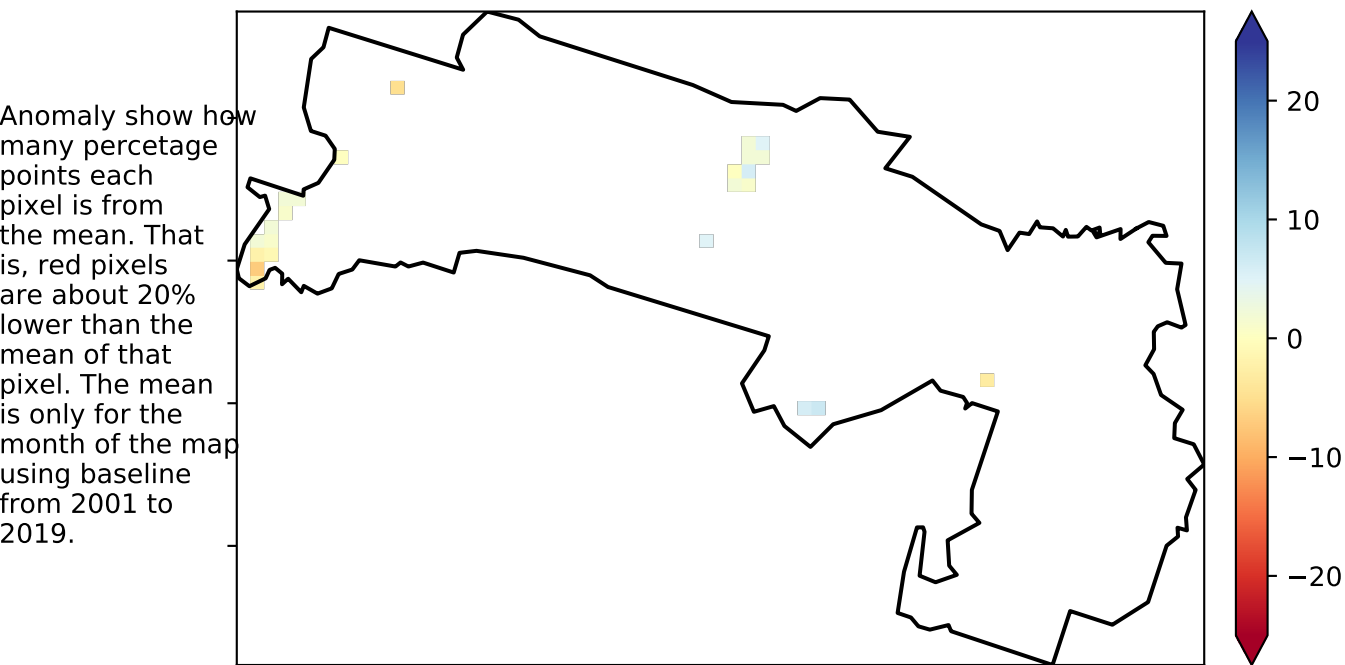 Anomaly show how
many percetage
points each
pixel is from
the mean. That
is, red pixels
are about 20%
lower than the
mean of that
pixel. The mean
is only for the
month of the map
using baseline
from 2001 to
2019.
20
10
0
−10
−20